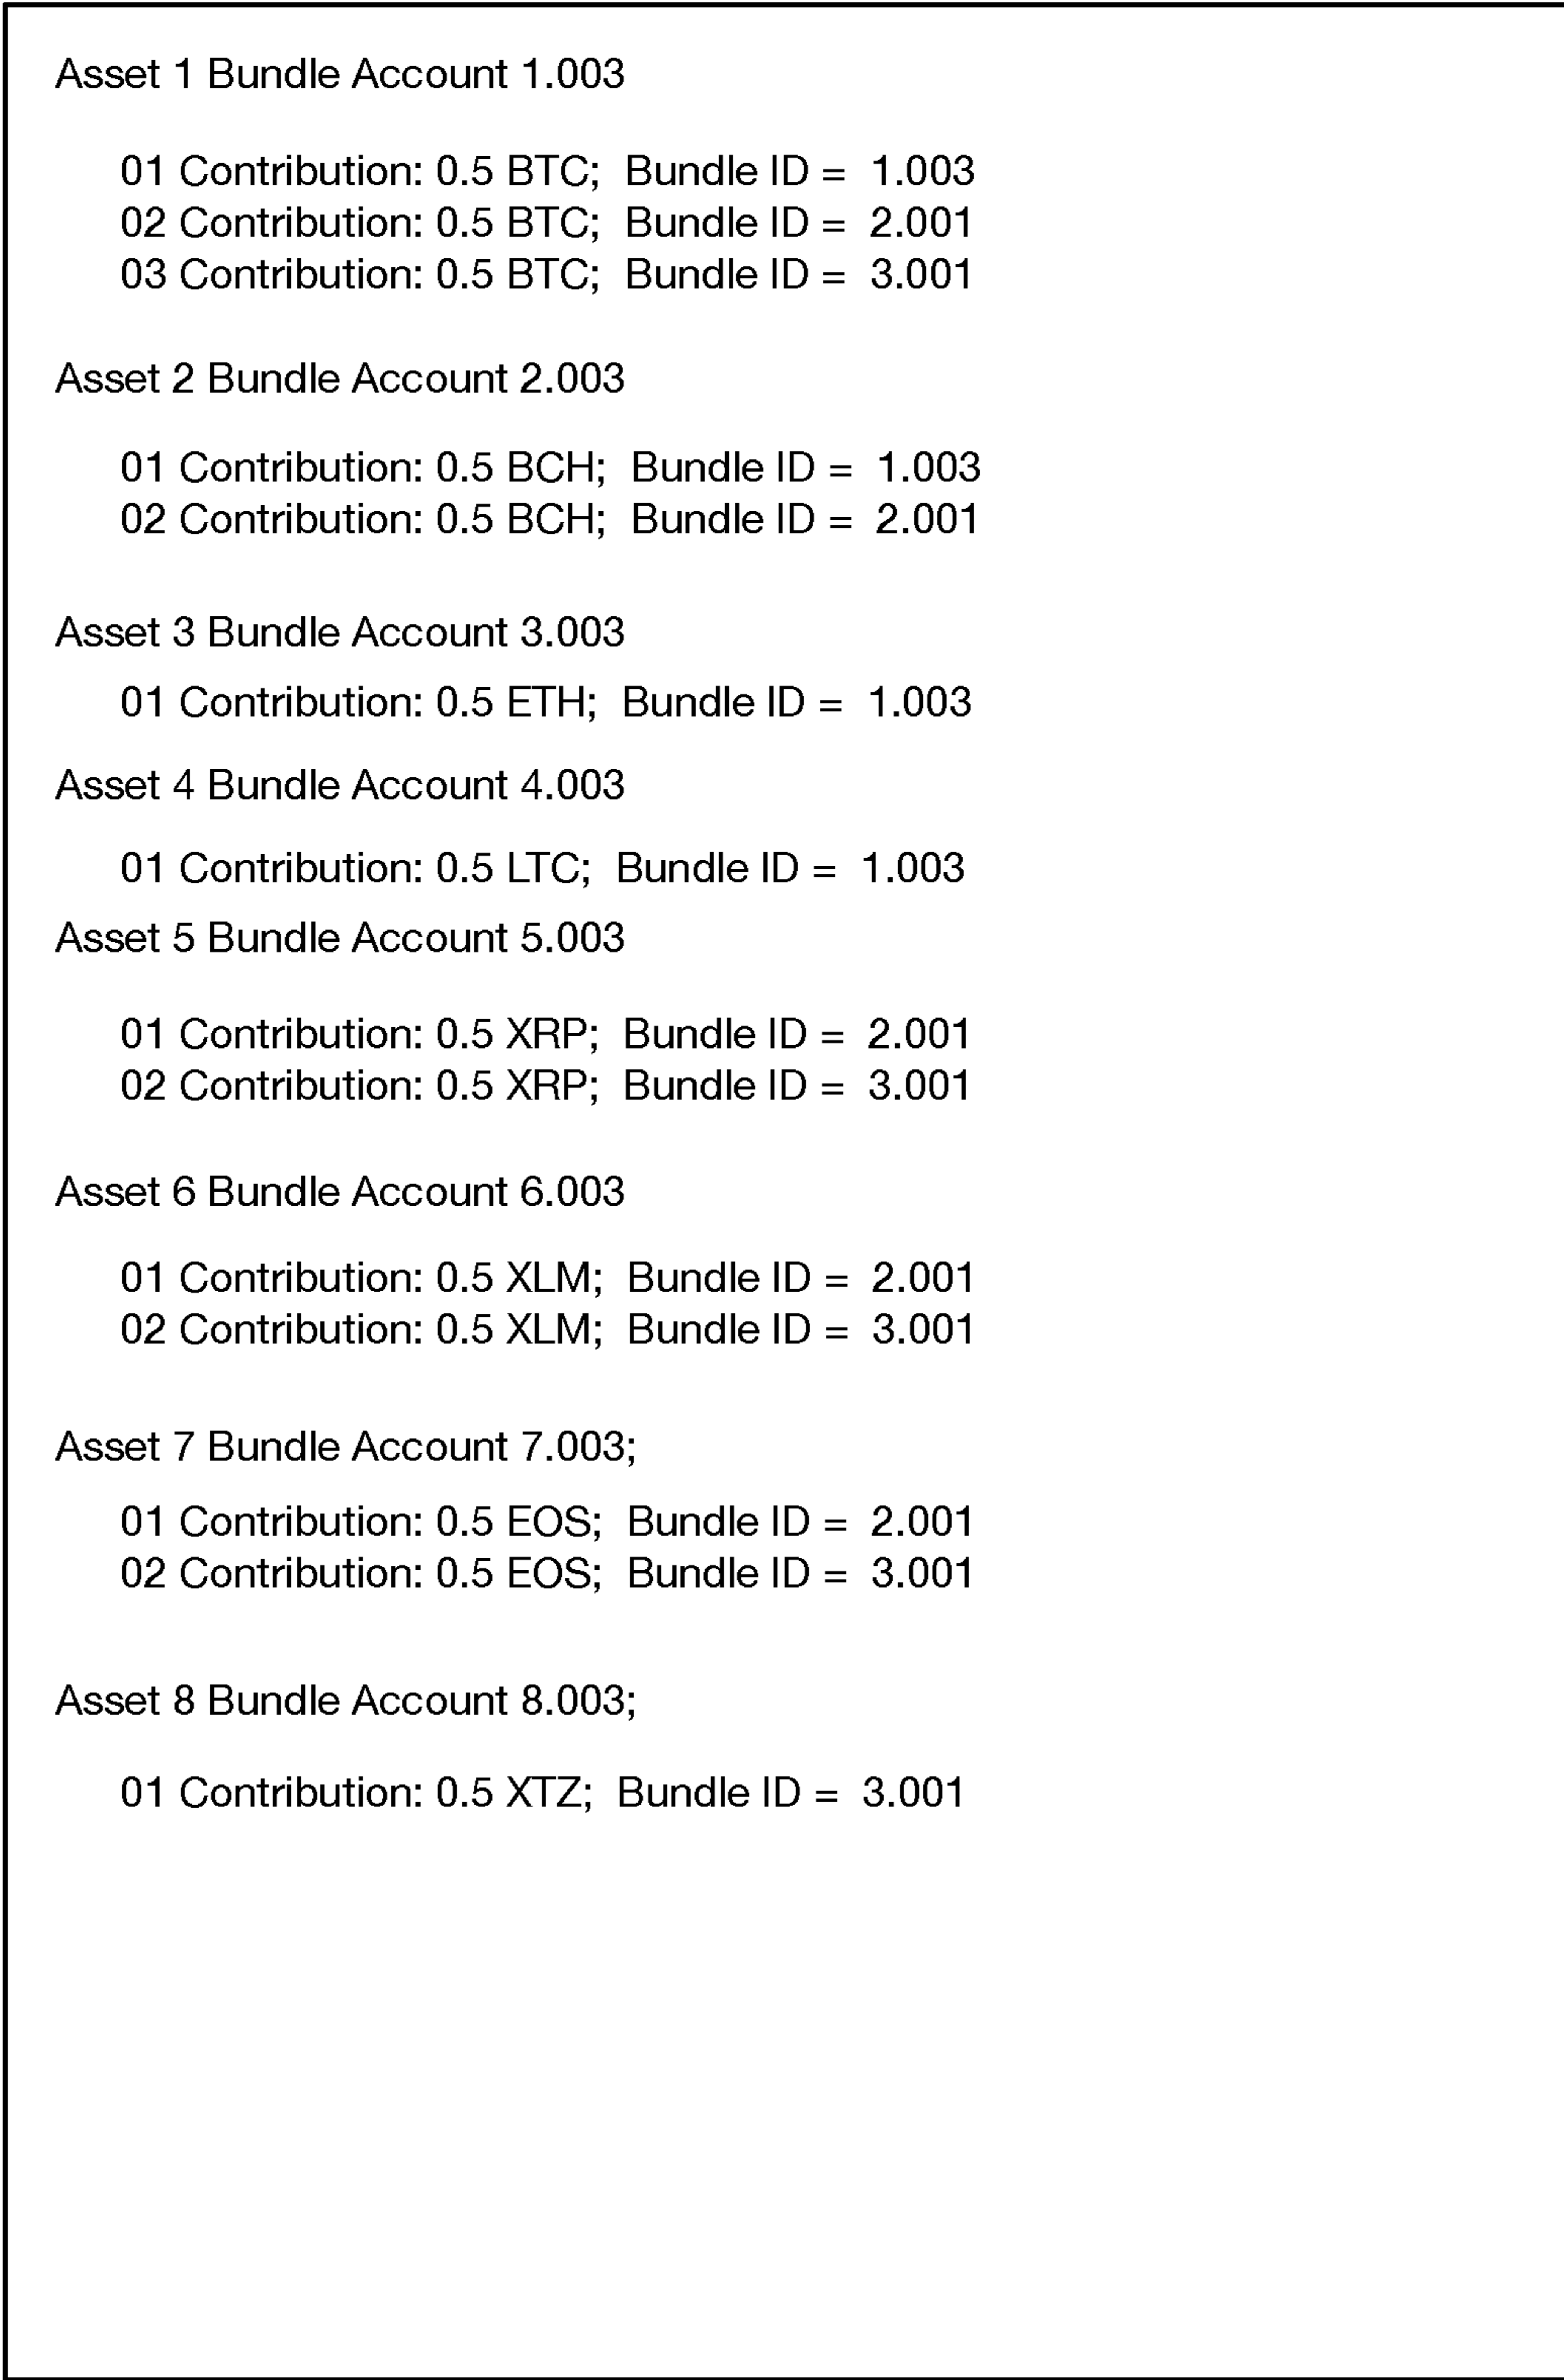 Asset 1 Bundle Account 1.003
01 Contribution: 0.5 BTC;  Bundle ID =  1.003
02 Contribution: 0.5 BTC;  Bundle ID =  2.001
03 Contribution: 0.5 BTC;  Bundle ID =  3.001
Asset 2 Bundle Account 2.003
01 Contribution: 0.5 BCH;  Bundle ID =  1.003
02 Contribution: 0.5 BCH;  Bundle ID =  2.001
Asset 3 Bundle Account 3.003
01 Contribution: 0.5 ETH;  Bundle ID =  1.003
Asset 4 Bundle Account 4.003
01 Contribution: 0.5 LTC;  Bundle ID =  1.003
Asset 5 Bundle Account 5.003
01 Contribution: 0.5 XRP;  Bundle ID =  2.001
02 Contribution: 0.5 XRP;  Bundle ID =  3.001
Asset 6 Bundle Account 6.003
01 Contribution: 0.5 XLM;  Bundle ID =  2.001
02 Contribution: 0.5 XLM;  Bundle ID =  3.001
Asset 7 Bundle Account 7.003;
01 Contribution: 0.5 EOS;  Bundle ID =  2.001
02 Contribution: 0.5 EOS;  Bundle ID =  3.001
Asset 8 Bundle Account 8.003;
01 Contribution: 0.5 XTZ;  Bundle ID =  3.001